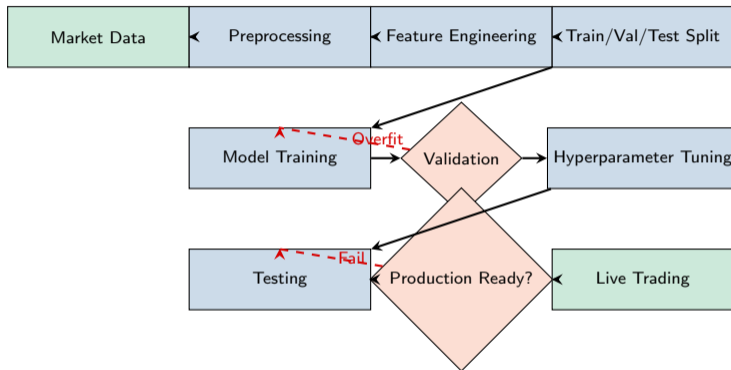 Market Data
Preprocessing
Feature Engineering
Train/Val/Test Split
Overfit
Model Training
Validation
Hyperparameter Tuning
Fail
Testing
Production Ready?
Live Trading